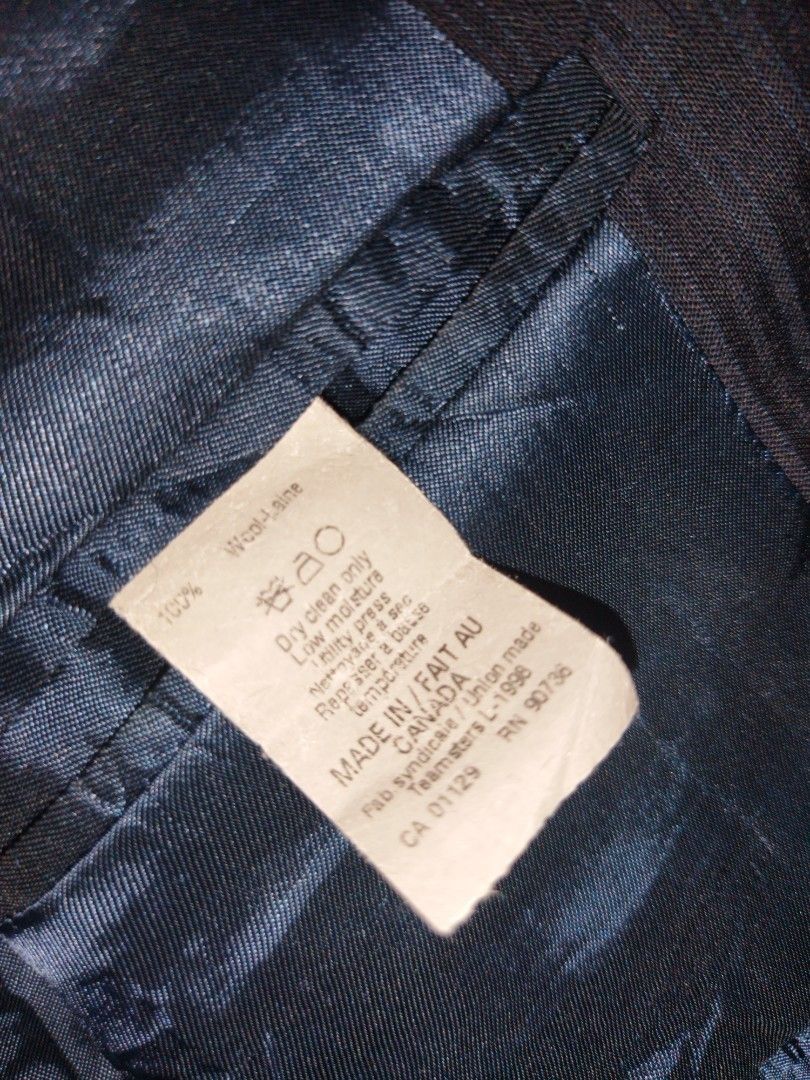 100% Wool-Laine
Dry clean only
Low moisture
Utility press
Nettoyage a sec
Repasser a basse
temperature
MADE IN / FAIT AU
CANADA
Fab. syndicale / Union made
Teamsters L-1998
CA 01129 RN 90736